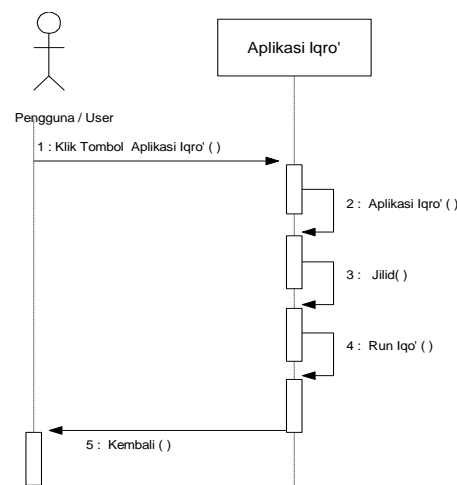 Aplikasi Iqro'
Pengguna / User
1 : Klik Tombol Aplikasi Iqro' ( )
2 : Aplikasi Iqro' ( )
3 : Jilid( )
4 : Run Iqo' ( )
5 : Kembali ( )